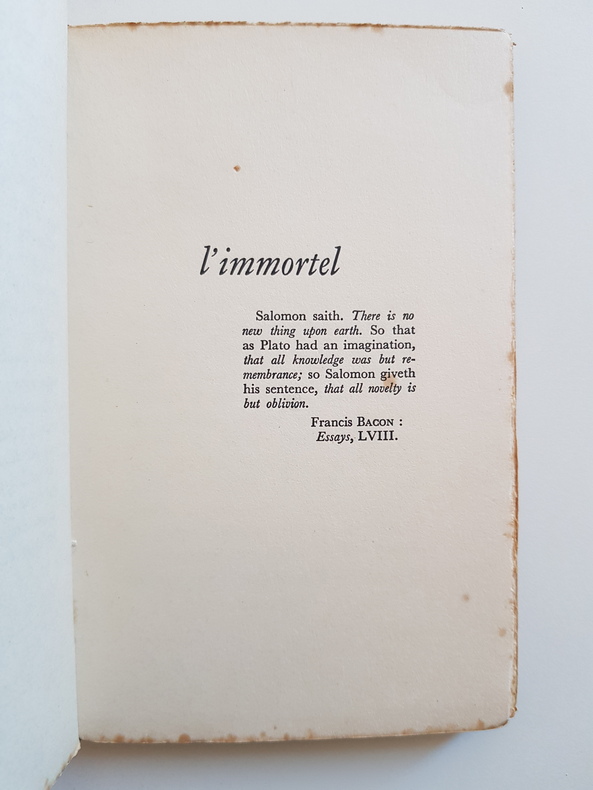 l'immortel
Salomon saith. There is no
new thing upon earth. So that
as Plato had an imagination,
that all knowledge was but re-
membrance; so Salomon giveth
his sentence, that all novelty is
but oblivion.
Francis BACON :
Essays, LVIII.